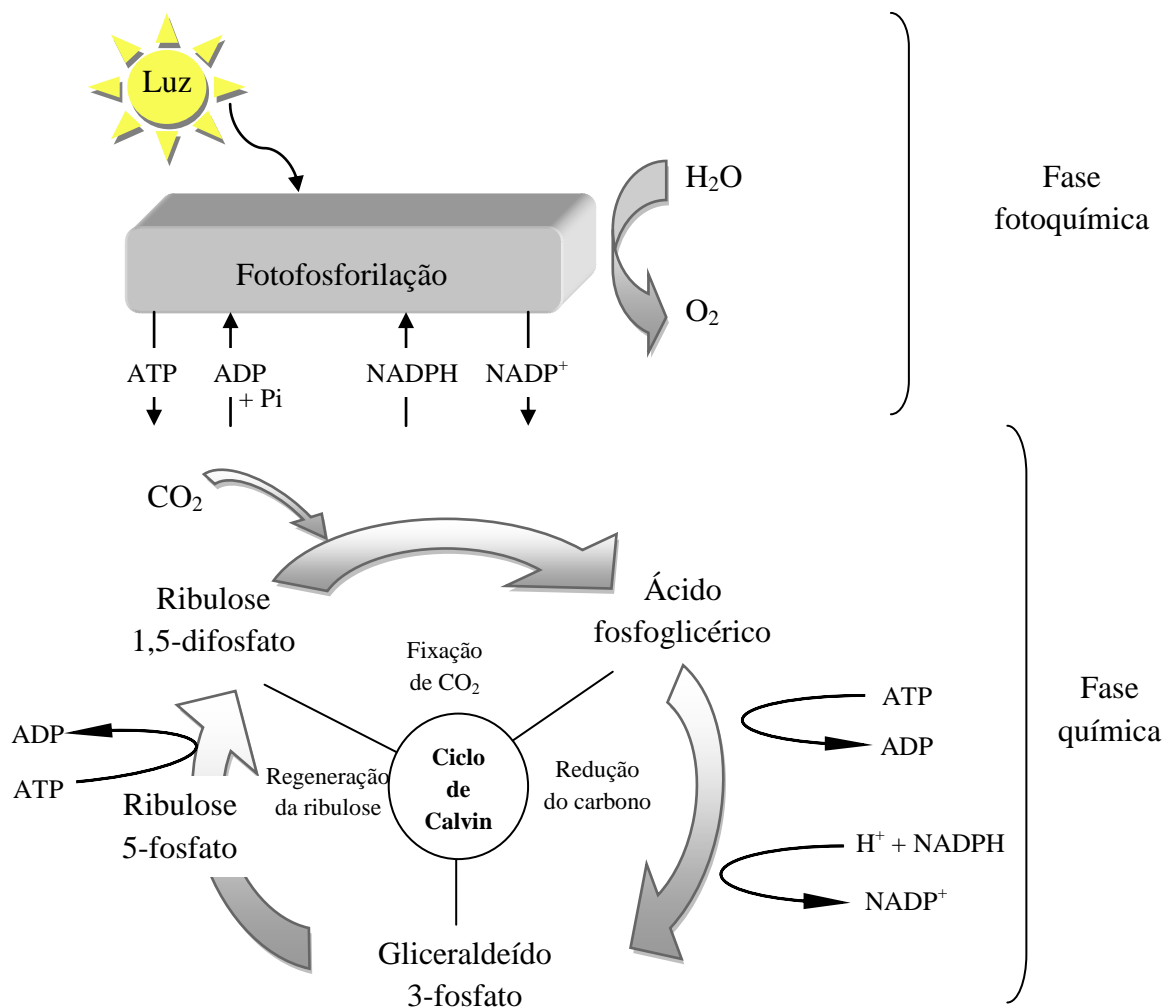 Luz
H₂O
Fase
fotoquímica
Fotofosforilação
O₂
ATP
ADP
+ Pi
NADPH
NADP⁺
CO₂
Ribulose
1,5-difosfato
Ácido
fosfoglicérico
Fixação
de CO₂
ATP
ADP
Fase
química
ADP
ATP
Regeneração
da ribulose
Ciclo
de
Calvin
Redução
do carbono
Ribulose
5-fosfato
H⁺ + NADPH
NADP⁺
Gliceraldeído
3-fosfato